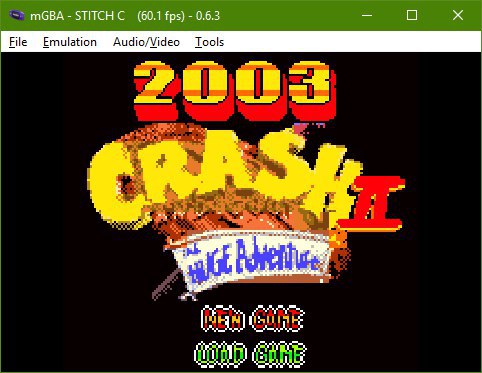 mGBA - STITCH C (60.1 fps) - 0.6.3
File Emulation Audio/Video Tools
2003
CRASH II
THE HUGE Adventure
NEW GAME
LOAD GAME